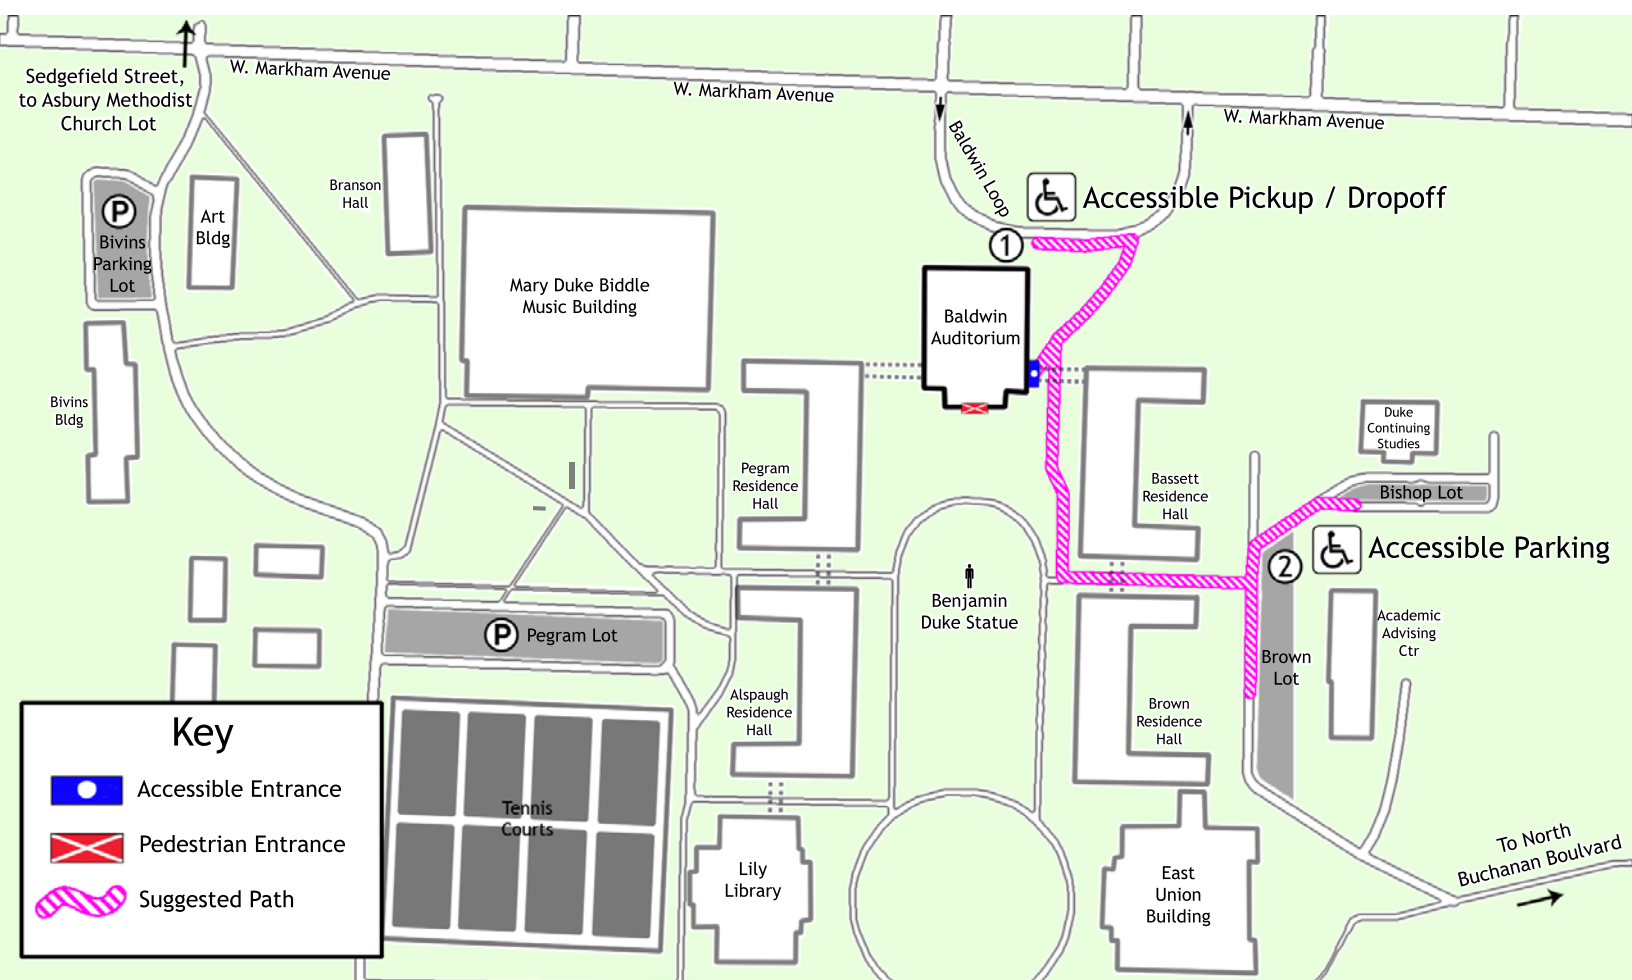 W. Markham Avenue
W. Markham Avenue
W. Markham Avenue
Sedgefield Street,
to Asbury Methodist
Church Lot
Baldwin Loop
Accessible Pickup / Dropoff
1
P
Bivins
Parking
Lot
Art
Bldg
Branson
Hall
Mary Duke Biddle
Music Building
Baldwin
Auditorium
Bivins
Bldg
Pegram
Residence
Hall
Bassett
Residence
Hall
Duke
Continuing
Studies
Bishop Lot
2
Accessible Parking
Benjamin
Duke Statue
P
Pegram Lot
Academic
Advising
Ctr
Brown
Lot
Alspaugh
Residence
Hall
Brown
Residence
Hall
Tennis
Courts
Lily
Library
East
Union
Building
To North
Buchanan Boulvard
Key
Accessible Entrance
Pedestrian Entrance
Suggested Path